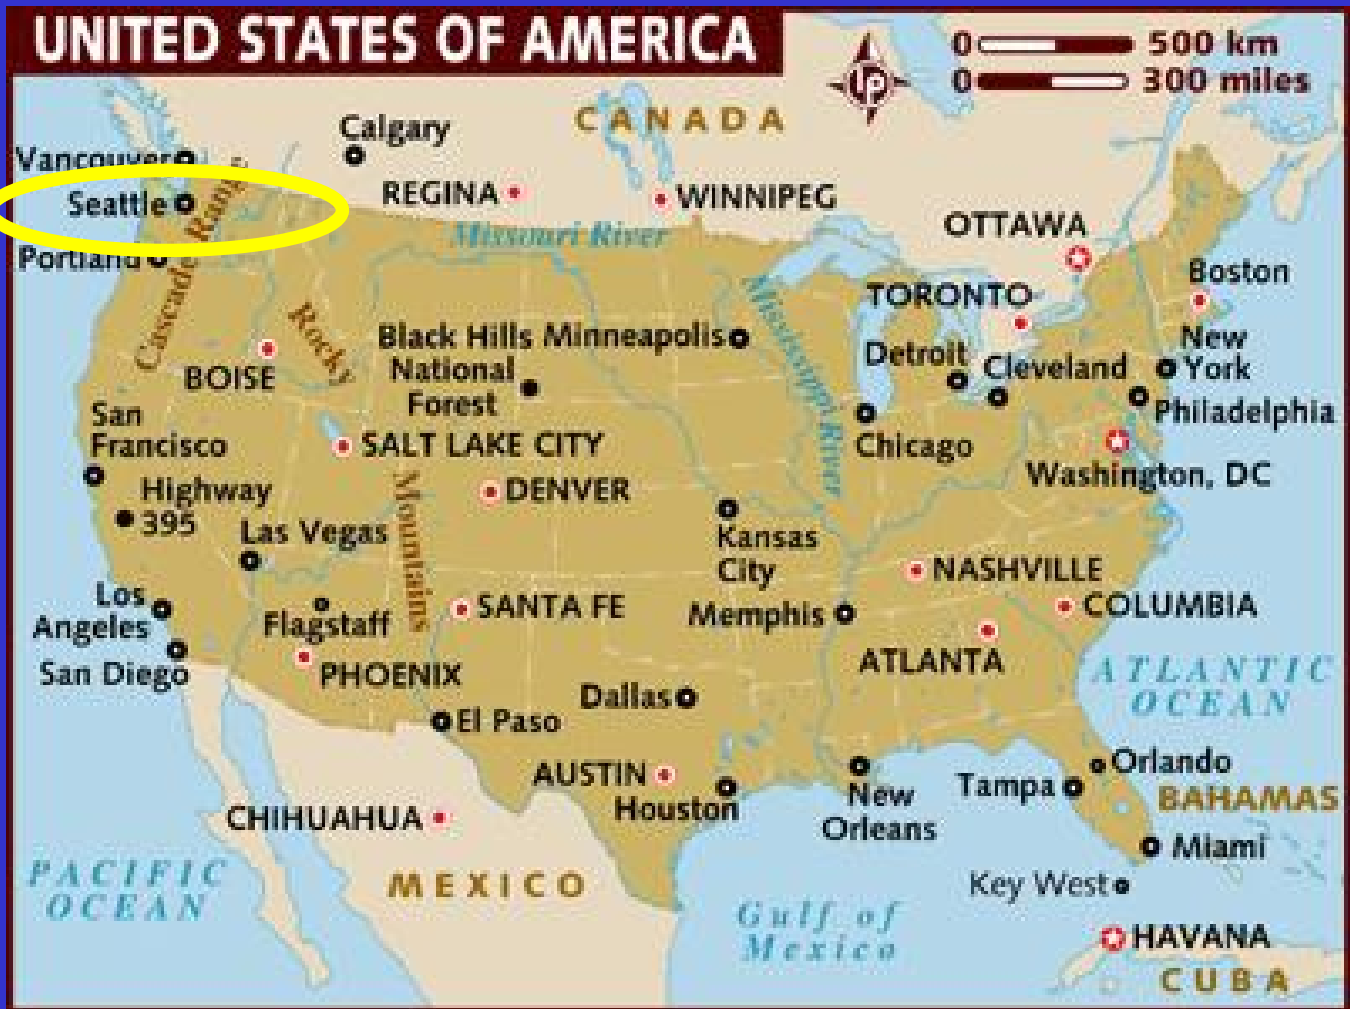 UNITED STATES OF AMERICA
0 500 km
0 300 miles
LP
CANADA
Calgary
Vancouver
REGINA
WINNIPEG
Seattle
OTTAWA
Missouri River
Portland
Cascade Range
Boston
TORONTO
Mississippi River
Rocky
Black Hills
National
Forest
Minneapolis
New
York
Detroit
Cleveland
BOISE
Philadelphia
San
Francisco
SALT LAKE CITY
Chicago
Washington, DC
Mountains
Highway
395
DENVER
Las Vegas
Kansas
City
NASHVILLE
Los
Angeles
Flagstaff
SANTA FE
Memphis
COLUMBIA
San Diego
PHOENIX
ATLANTA
ATLANTIC
OCEAN
Dallas
El Paso
AUSTIN
Houston
New
Orleans
Tampa
Orlando
BAHAMAS
CHIHUAHUA
Miami
PACIFIC
OCEAN
MEXICO
Key West
Gulf of
Mexico
HAVANA
CUBA